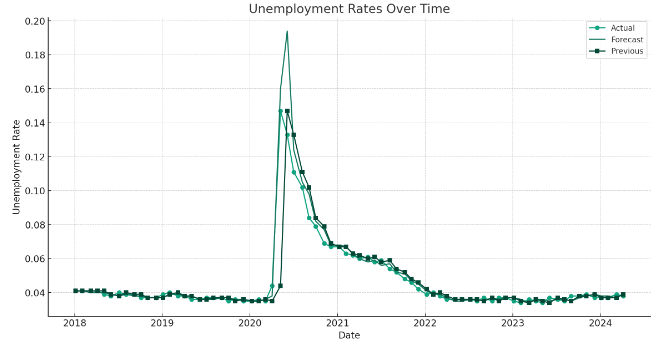 Unemployment Rates Over Time
Actual
Forecast
Previous
Unemployment Rate
0.20
0.18
0.16
0.14
0.12
0.10
0.08
0.06
0.04
2018 2019 2020 2021 2022 2023 2024
Date